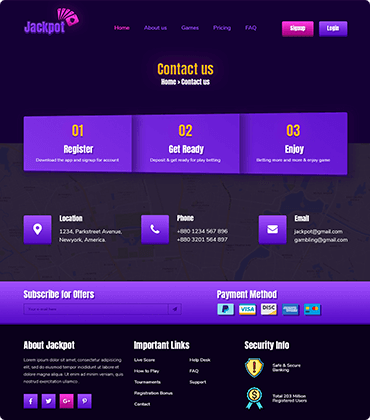 Jackpot
Home About us Games Pricing FAQ Signup Login
Contact us
Home > Contact us
01 02 03
Register Get Ready Enjoy
Download the app and signup for account Deposit & get ready for play betting Betting more and more & enjoy game
Location Phone Email
1234, Parkstreet Avenue, +880 1234 567 896 jackpot@gmail.com
Newyork, America. +880 3201 564 897 gambling@gmail.com
Subscribe for Offers Payment Method
VISA DISC
About Jackpot Important Links Security Info
Lorem ipsum dolor sit amet, consectetur adipiscing elit, sed do eiusmod tempor incididunt ut labore et dolore magna aliqua. Ut enim ad minim veniam, quis nostrud exercitation ullamco
Live Score Help Desk
How to Play FAQ
Tournaments Support
Registration Bonus
Contact
Safe & Secure
Banking
Total 203 Million
Registered Users